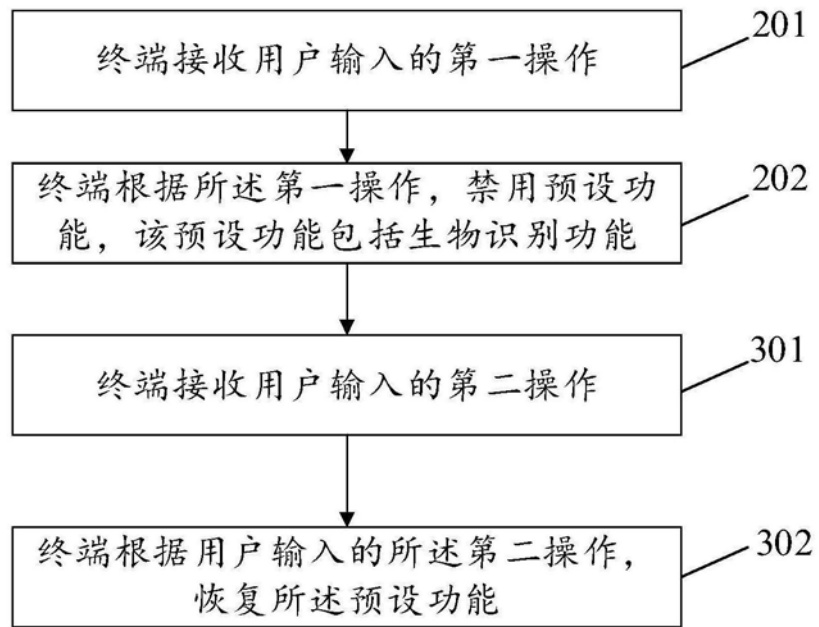 终端接收用户输入的第一操作
201
终端根据所述第一操作，禁用预设功
能，该预设功能包括生物识别功能
202
终端接收用户输入的第二操作
301
终端根据用户输入的所述第二操作，
恢复所述预设功能
302